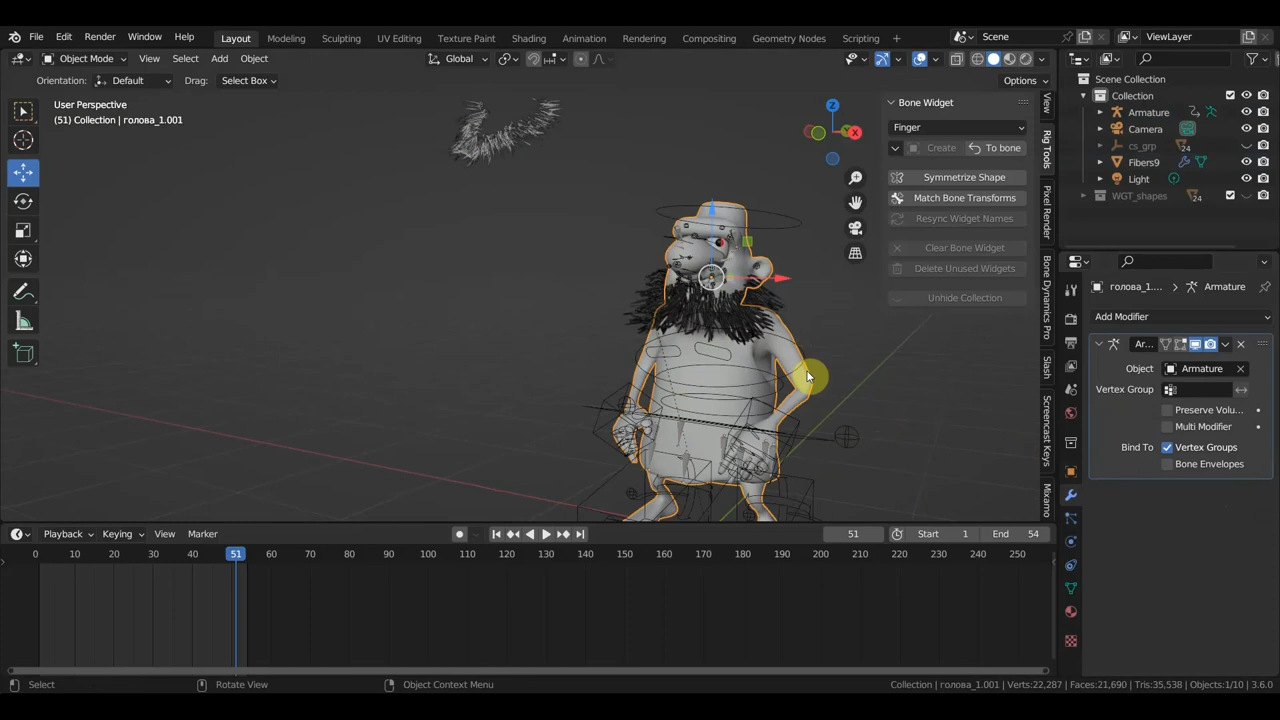 File Edit Render Window Help Layout Modeling Sculpting UV Editing Texture Paint Shading Animation Rendering Compositing Geometry Nodes Scripting + Scene ViewLayer
Object Mode View Select Add Object Global
Orientation: Default Drag: Select Box Options
User Perspective
(51) Collection | голова_1.001
Z
Y
X
Bone Widget
Finger
Create To bone
Symmetrize Shape
Match Bone Transforms
Resync Widget Names
Clear Bone Widget
Delete Unused Widgets
Unhide Collection
View
Rig Tools
Pixel Render
Bone Dynamics Pro
Slash
Screencast Keys
Mixamo
Scene Collection
Collection
Armature
Camera
cs_grp 24
Fibers9
Light
WGT_shapes 24
голова_1.... Armature
Add Modifier
Ar...
Object Armature
Vertex Group
Preserve Volu...
Multi Modifier
Bind To Vertex Groups
Bone Envelopes
Playback Keying View Marker 51 Start 1 End 54
0 10 20 30 40 51 60 70 80 90 100 110 120 130 140 150 160 170 180 190 200 210 220 230 240 250
Select Rotate View Object Context Menu Collection | голова_1.001 | Verts:22,287 | Faces:21,690 | Tris:35,538 | Objects:1/10 | 3.6.0